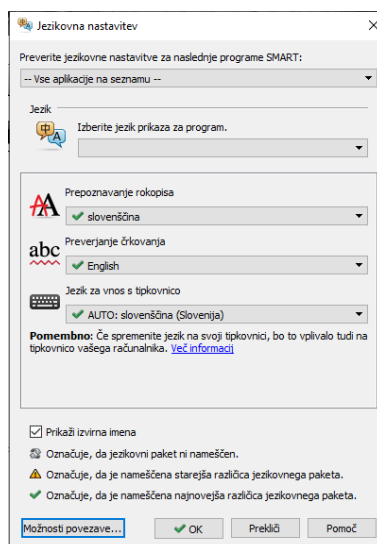 Jezikovna nastavitev
Preverite jezikovne nastavitve za naslednje programe SMART:
-- Vse aplikacije na seznamu --
Jezik
Izberite jezik prikaza za program.
Prepoznavanje rokopisa
slovenščina
abc
Preverjanje črkovanja
English
Jezik za vnos s tipkovnico
AUTO: slovenščina (Slovenija)
Pomembno: Če spremenite jezik na svoji tipkovnici, bo to vplivalo tudi na
tipkovnico vašega računalnika. Več informacij
Prikaži izvirna imena
Označuje, da jezikovni paket ni nameščen.
Označuje, da je nameščena starejša različica jezikovnega paketa.
Označuje, da je nameščena najnovejša različica jezikovnega paketa.
Možnosti povezave... OK Prekliči Pomoč